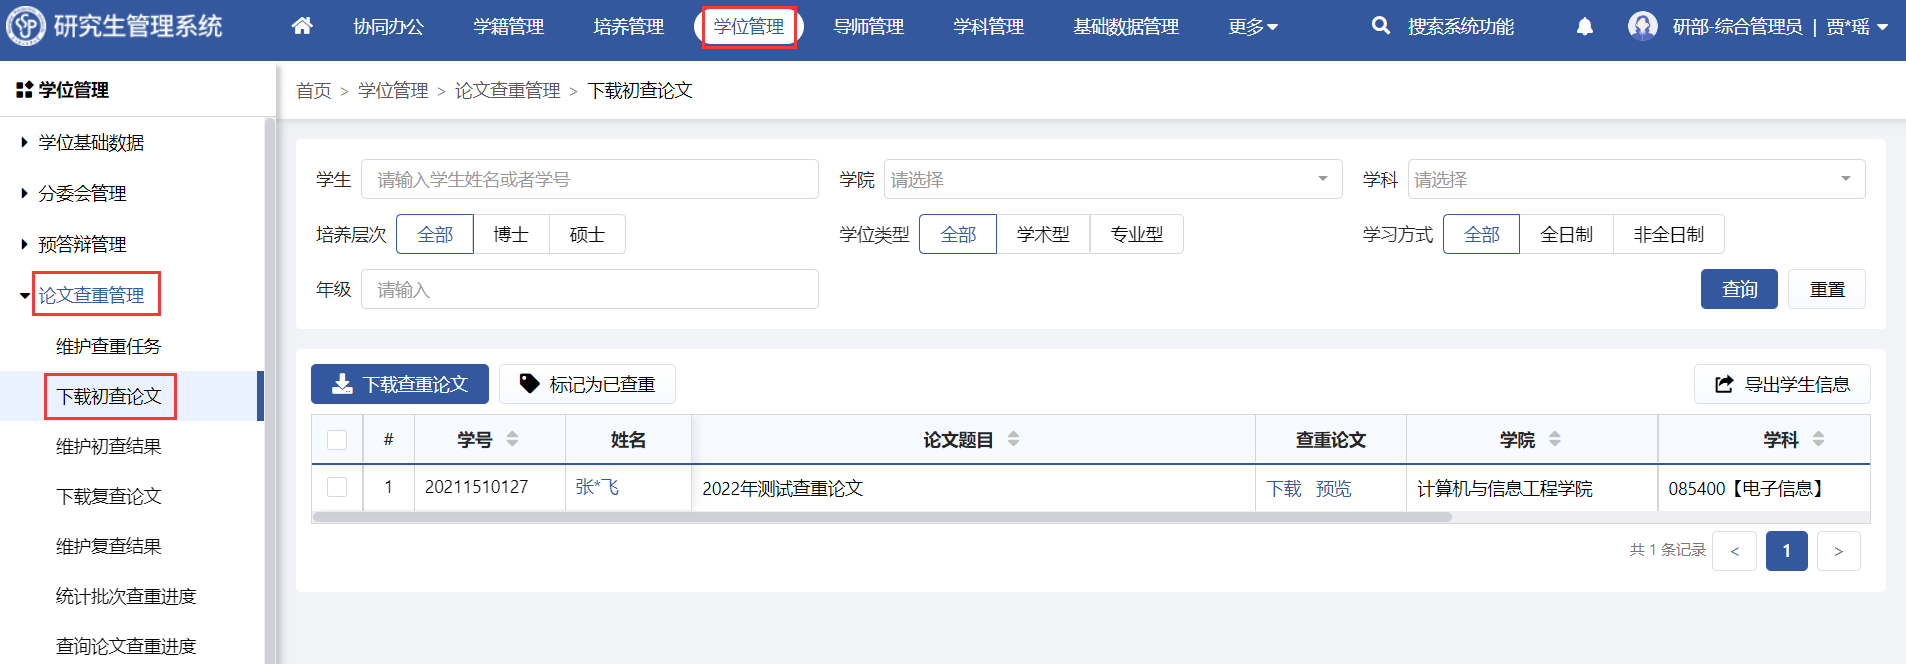 研究生管理系统 协同办公 学籍管理 培养管理 学位管理 导师管理 学科管理 基础数据管理 更多 搜索系统功能 研部-综合管理员 | 贾*瑶
学位管理
首页 > 学位管理 > 论文查重管理 > 下载初查论文
学位基础数据
分委会管理
预答辩管理
论文查重管理
维护查重任务
下载初查论文
维护初查结果
下载复查论文
维护复查结果
统计批次查重进度
查询论文查重进度
学生 请输入学生姓名或者学号 学院 请选择 学科 请选择
培养层次 全部 博士 硕士 学位类型 全部 学术型 专业型 学习方式 全部 全日制 非全日制
年级 请输入 查询 重置
下载查重论文 标记为已查重 导出学生信息
# 学号 姓名 论文题目 查重论文 学院 学科
1 20211510127 张*飞 2022年测试查重论文 下载 预览 计算机与信息工程学院 085400【电子信息】
共 1 条记录 < 1 >